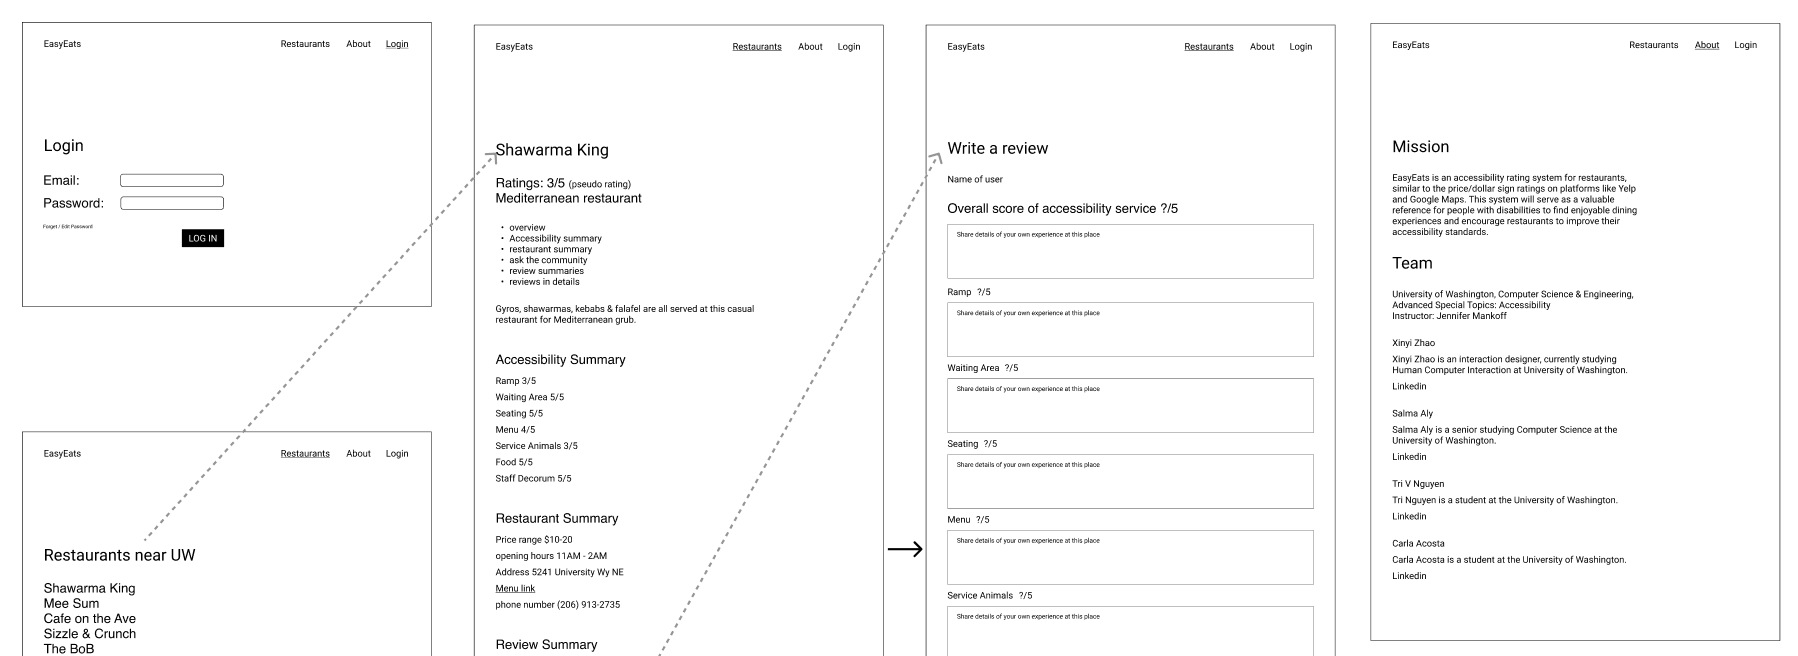 EasyEats
Restaurants About Login
Login
Email:
Password:
Forget / Edit Password
LOG IN
EasyEats
Restaurants About Login
Restaurants near UW
Shawarma King
Mee Sum
Cafe on the Ave
Sizzle & Crunch
The BoB
EasyEats
Restaurants About Login
Shawarma King
Ratings: 3/5 (pseudo rating)
Mediterranean restaurant
• overview
• Accessibility summary
• restaurant summary
• ask the community
• review summaries
• reviews in details
Gyros, shawarmas, kebabs & falafel are all served at this casual
restaurant for Mediterranean grub.
Accessibility Summary
Ramp 3/5
Waiting Area 5/5
Seating 5/5
Menu 4/5
Service Animals 3/5
Food 5/5
Staff Decorum 5/5
Restaurant Summary
Price range $10-20
opening hours 11AM - 2AM
Address 5241 University Wy NE
Menu link
phone number (206) 913-2735
Review Summary
EasyEats
Restaurants About Login
Write a review
Name of user
Overall score of accessibility service ?/5
Share details of your own experience at this place
Ramp ?/5
Share details of your own experience at this place
Waiting Area ?/5
Share details of your own experience at this place
Seating ?/5
Share details of your own experience at this place
Menu ?/5
Share details of your own experience at this place
Service Animals ?/5
Share details of your own experience at this place
EasyEats
Restaurants About Login
Mission
EasyEats is an accessibility rating system for restaurants,
similar to the price/dollar sign ratings on platforms like Yelp
and Google Maps. This system will serve as a valuable
reference for people with disabilities to find enjoyable dining
experiences and encourage restaurants to improve their
accessibility standards.
Team
University of Washington, Computer Science & Engineering,
Advanced Special Topics: Accessibility
Instructor: Jennifer Mankoff
Xinyi Zhao
Xinyi Zhao is an interaction designer, currently studying
Human Computer Interaction at University of Washington.
Linkedin
Salma Aly
Salma Aly is a senior studying Computer Science at the
University of Washington.
Linkedin
Tri V Nguyen
Tri Nguyen is a student at the University of Washington.
Linkedin
Carla Acosta
Carla Acosta is a student at the University of Washington.
Linkedin